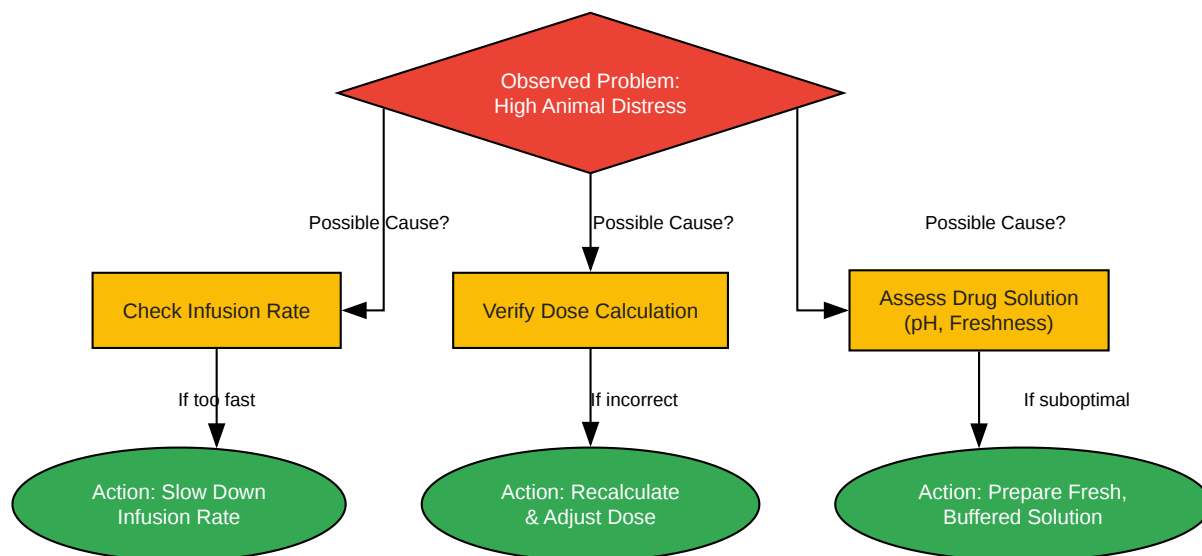 Observed Problem:
High Animal Distress
Possible Cause?
Possible Cause?
Possible Cause?
Check Infusion Rate
Verify Dose Calculation
Assess Drug Solution
(pH, Freshness)
If too fast
If incorrect
If suboptimal
Action: Slow Down
Infusion Rate
Action: Recalculate
& Adjust Dose
Action: Prepare Fresh,
Buffered Solution